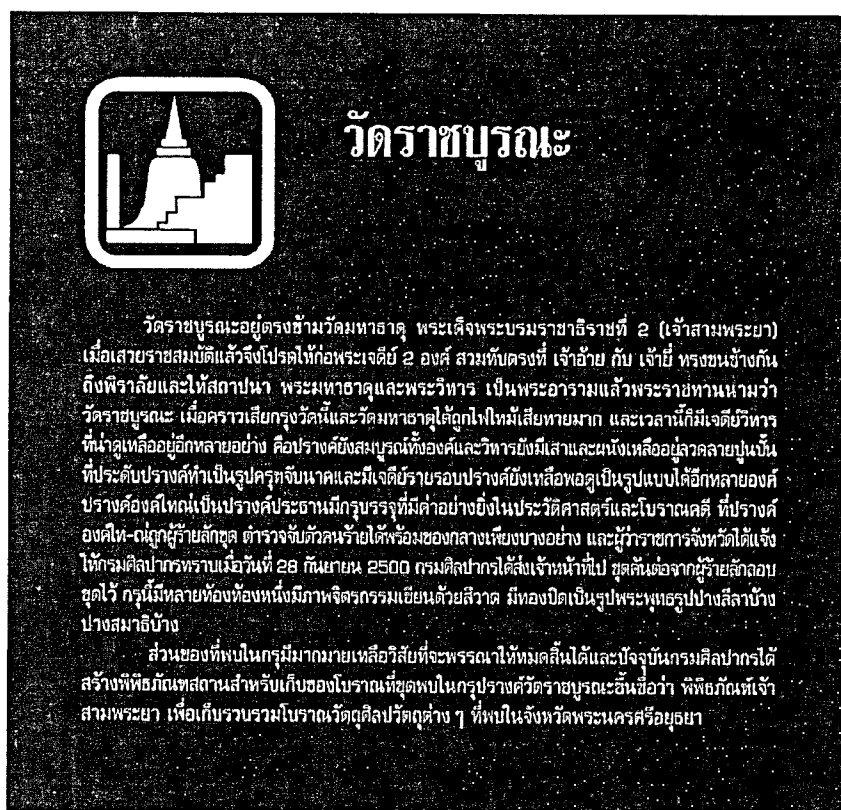 วัดราชบูรณะ
วัดราชบูรณะอยู่ตรงข้ามวัดมหาธาตุ พระเด็จพระบรมราชาธิราชที่ 2 (เจ้าสามพระยา)
เมื่อเสวยราชสมบัติแล้วจึงโปรดให้ก่อพระเจดีย์ 2 องค์ สวมทับตรงที่ เจ้าอ้าย กับ เจ้ายี่ ทรงชนช้างกัน
ถึงพิราลัยและให้สถาปนา พระมหาธาตุและพระวิหาร เป็นพระอารามแล้วพระราชทานนามว่า
วัดราชบูรณะ เมื่อคราวเสียกรุงวัดนี้และวัดมหาธาตุได้ถูกไฟไหม้เสียหายมาก และเวลานี้ก็มีเจดีย์วิหาร
ที่น่าดูเหลืออยู่อีกหลายอย่าง คือปรางค์ยังสมบูรณ์ทั้งองค์และวิหารยังมีเสาและผนังเหลืออยู่ลวดลายปูนปั้น
ที่ประดับปรางค์ทำเป็นรูปครุฑจับนาคและมีเจดีย์รายรอบปรางค์ยังเหลือพอดูเป็นรูปแบบได้อีกหลายองค์
ปรางค์องค์ใหญ่เป็นปรางค์ประธานมีกรุบรรจุที่มีค่าอย่างยิ่งในประวัติศาสตร์และโบราณคดี ที่ปรางค์
องค์ให-ญ่ถูกผู้ร้ายลักขุด ตำรวจจับตัวคนร้ายได้พร้อมของกลางเพียงบางอย่าง และผู้ว่าราชการจังหวัดได้แจ้ง
ให้กรมศิลปากรทราบเมื่อวันที่ 28 กันยายน 2500 กรมศิลปากรได้ส่งเจ้าหน้าที่ไป ขุดค้นต่อจากผู้ร้ายลักลอบ
ขุดไว้ กรุนี้มีหลายห้องห้องหนึ่งมีภาพจิตรกรรมเขียนด้วยสีวาด มีทองปิดเป็นรูปพระพุทธรูปปางลีลาบ้าง
ปางสมาธิบ้าง
ส่วนของที่พบในกรุมีมากมายเหลือวิสัยที่จะพรรณาให้หมดสิ้นได้และปัจจุบันกรมศิลปากรได้
สร้างพิพิธภัณฑสถานสำหรับเก็บของโบราณที่ขุดพบในกรุปรางค์วัดราชบูรณะขึ้นชื่อว่า พิพิธภัณฑ์เจ้า
สามพระยา เพื่อเก็บรวบรวมโบราณวัตถุศิลปวัตถุต่าง ๆ ที่พบในจังหวัดพระนครศรีอยุธยา